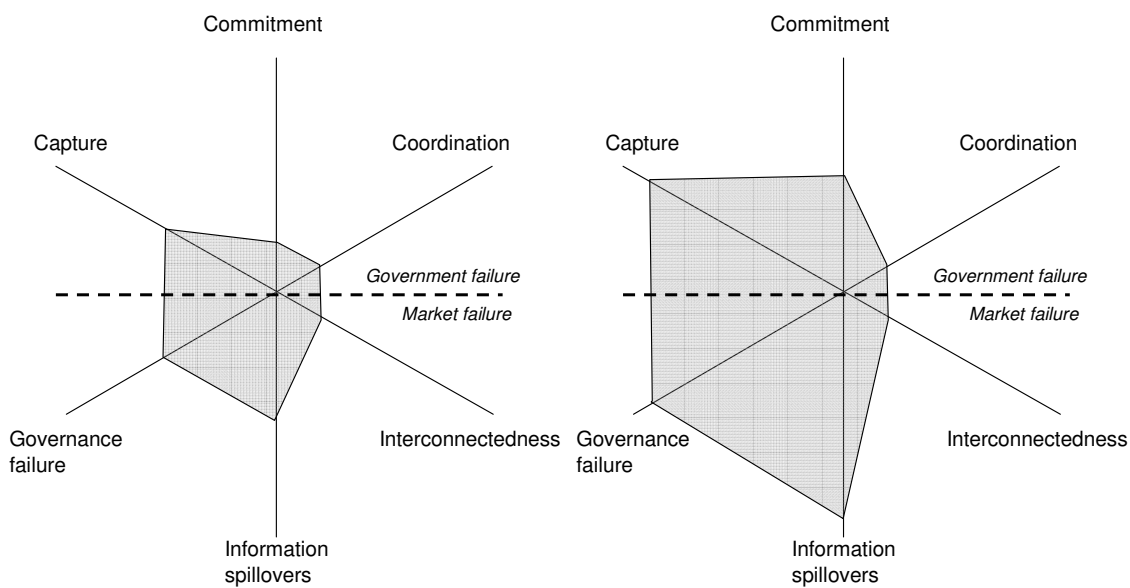 Commitment
Capture
Coordination
Government failure
Market failure
Governance
failure
Interconnectedness
Information
spillovers
Commitment
Capture
Coordination
Government failure
Market failure
Governance
failure
Interconnectedness
Information
spillovers